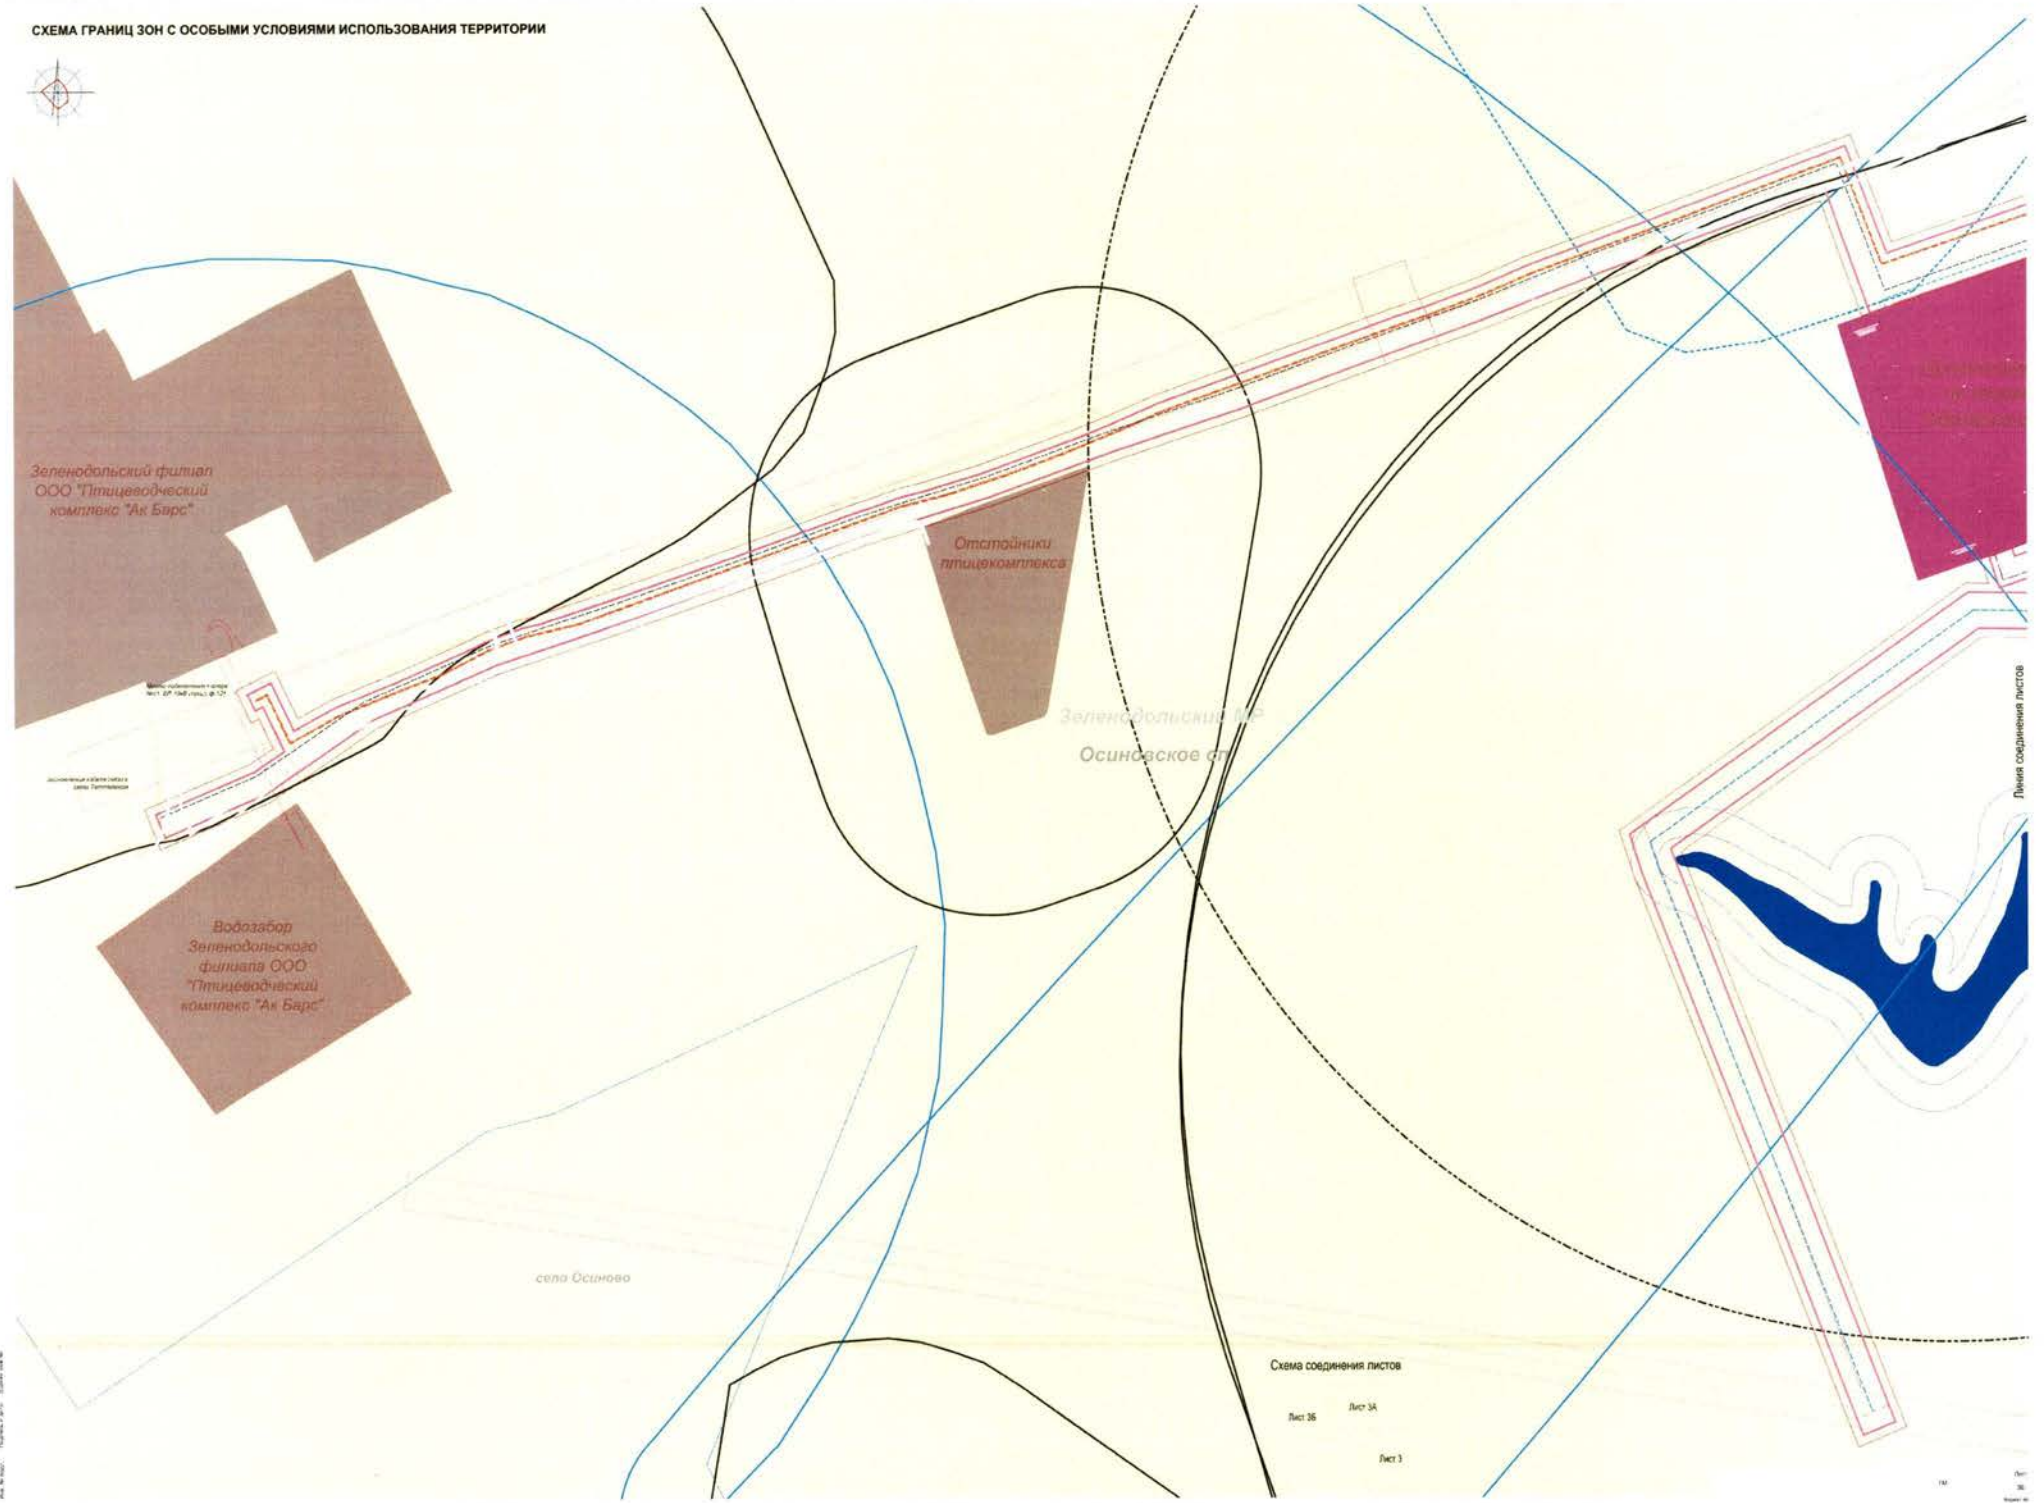 СХЕМА ГРАНИЦ ЗОН С ОСОБЫМИ УСЛОВИЯМИ ИСПОЛЬЗОВАНИЯ ТЕРРИТОРИИ
Зеленодольский филиал
ООО "Птицеводческий
комплекс "Ак Барс"
Отстойники
птицекомплекса
Зеленодольский МР
Осиновское сп
Линия соединения листов
Водозабор
Зеленодольского
филиала ООО
"Птицеводческий
комплекс "Ак Барс"
село Осиново
Схема соединения листов
Лист 3Б
Лист 3А
Лист 3